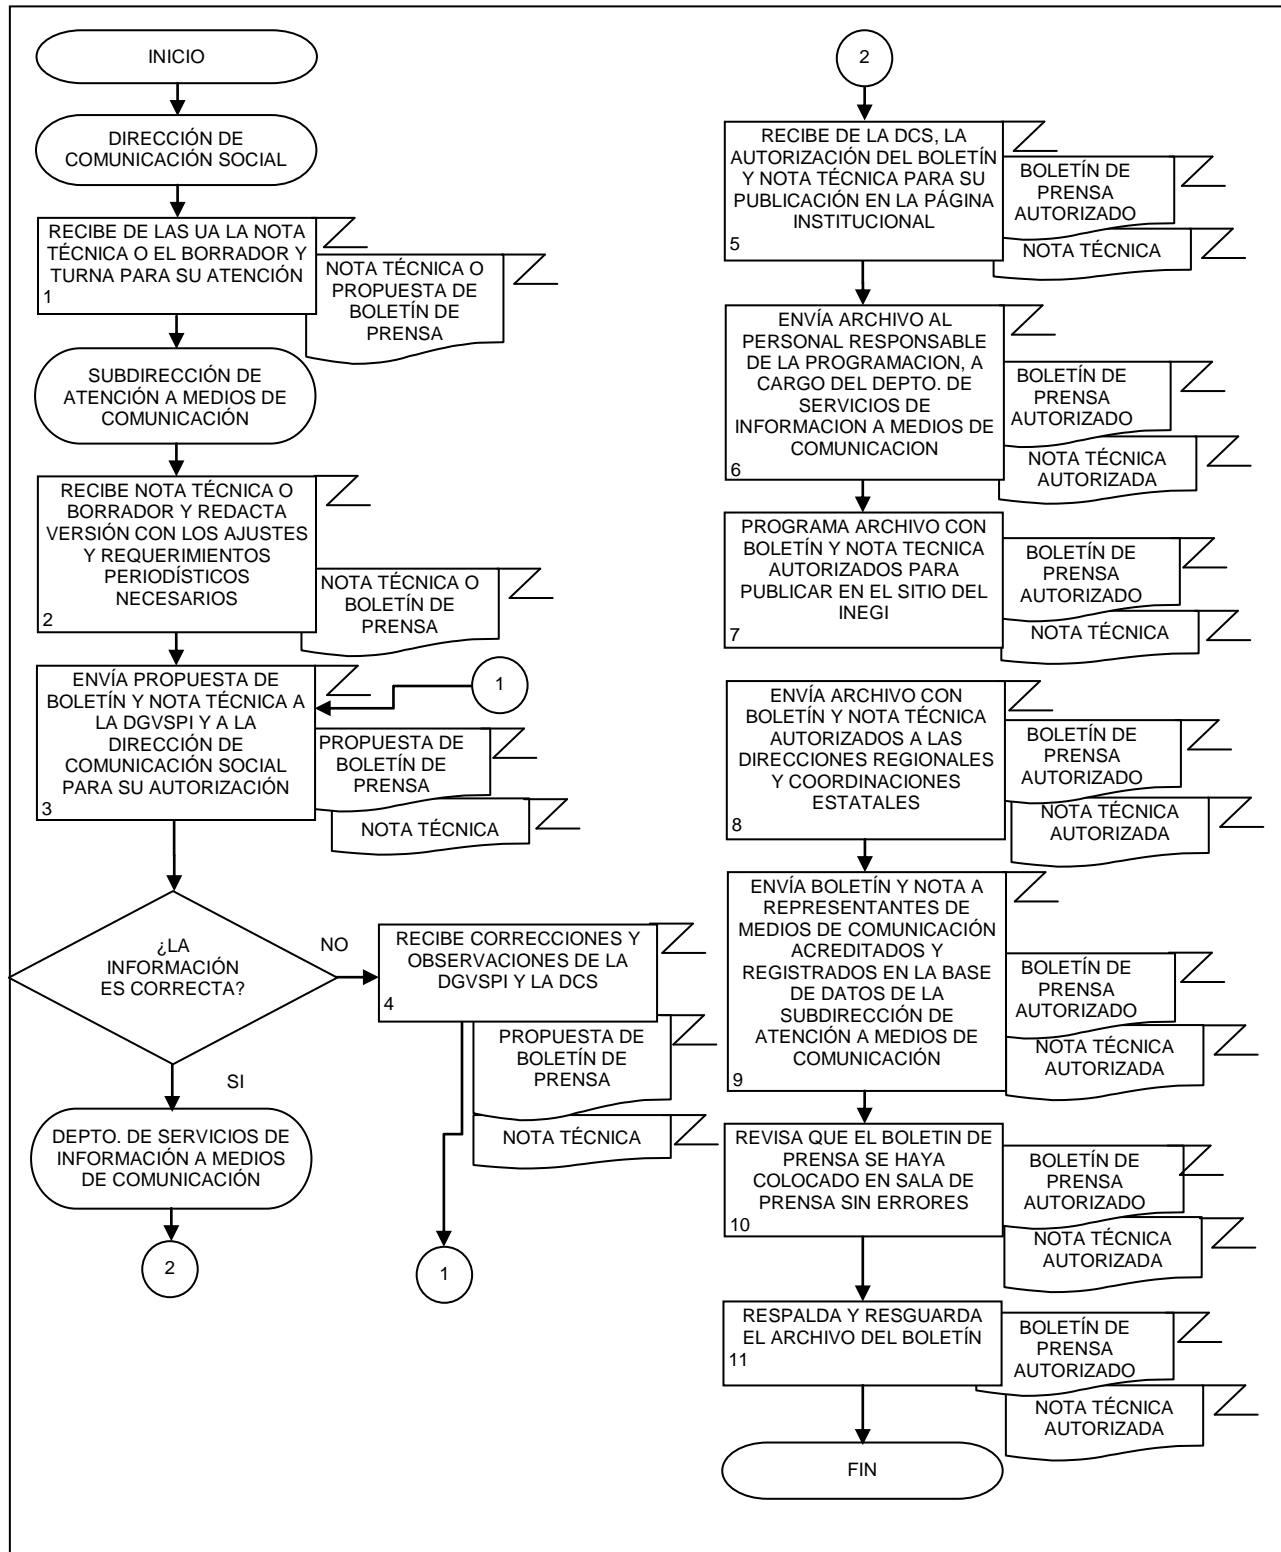 INICIO
DIRECCIÓN DE
COMUNICACIÓN SOCIAL
RECIBE DE LAS UA LA NOTA
TÉCNICA O EL BORRADOR Y
TURNA PARA SU ATENCIÓN
1
NOTA TÉCNICA O
PROPUESTA DE
BOLETÍN DE
PRENSA
SUBDIRECCIÓN DE
ATENCIÓN A MEDIOS DE
COMUNICACIÓN
RECIBE NOTA TÉCNICA O
BORRADOR Y REDACTA
VERSIÓN CON LOS AJUSTES
Y REQUERIMIENTOS
PERIODÍSTICOS
NECESARIOS
2
NOTA TÉCNICA O
BOLETÍN DE
PRENSA
ENVÍA PROPUESTA DE
BOLETÍN Y NOTA TÉCNICA A
LA DGVSPI Y A LA
DIRECCIÓN DE
COMUNICACIÓN SOCIAL
PARA SU AUTORIZACIÓN
3
1
PROPUESTA DE
BOLETÍN DE
PRENSA
NOTA TÉCNICA
¿LA
INFORMACIÓN
ES CORRECTA?
NO
SI
RECIBE CORRECCIONES Y
OBSERVACIONES DE LA
DGVSPI Y LA DCS
4
PROPUESTA DE
BOLETÍN DE
PRENSA
NOTA TÉCNICA
1
DEPTO. DE SERVICIOS DE
INFORMACIÓN A MEDIOS
DE COMUNICACIÓN
2
2
RECIBE DE LA DCS, LA
AUTORIZACIÓN DEL BOLETÍN
Y NOTA TÉCNICA PARA SU
PUBLICACIÓN EN LA PÁGINA
INSTITUCIONAL
5
BOLETÍN DE
PRENSA
AUTORIZADO
NOTA TÉCNICA
ENVÍA ARCHIVO AL
PERSONAL RESPONSABLE
DE LA PROGRAMACION, A
CARGO DEL DEPTO. DE
SERVICIOS DE
INFORMACION A MEDIOS DE
COMUNICACION
6
BOLETÍN DE
PRENSA
AUTORIZADO
NOTA TÉCNICA
AUTORIZADA
PROGRAMA ARCHIVO CON
BOLETÍN Y NOTA TECNICA
AUTORIZADOS PARA
PUBLICAR EN EL SITIO DEL
INEGI
7
BOLETÍN DE
PRENSA
AUTORIZADO
NOTA TÉCNICA
ENVÍA ARCHIVO CON
BOLETÍN Y NOTA TÉCNICA
AUTORIZADOS A LAS
DIRECCIONES REGIONALES
Y COORDINACIONES
ESTATALES
8
BOLETÍN DE
PRENSA
AUTORIZADO
NOTA TÉCNICA
AUTORIZADA
ENVÍA BOLETÍN Y NOTA A
REPRESENTANTES DE
MEDIOS DE COMUNICACIÓN
ACREDITADOS Y
REGISTRADOS EN LA BASE
DE DATOS DE LA
SUBDIRECCIÓN DE
ATENCIÓN A MEDIOS DE
COMUNICACIÓN
9
BOLETÍN DE
PRENSA
AUTORIZADO
NOTA TÉCNICA
AUTORIZADA
REVISA QUE EL BOLETIN DE
PRENSA SE HAYA
COLOCADO EN SALA DE
PRENSA SIN ERRORES
10
BOLETÍN DE
PRENSA
AUTORIZADO
NOTA TÉCNICA
AUTORIZADA
RESPALDA Y RESGUARDA
EL ARCHIVO DEL BOLETÍN
11
BOLETÍN DE
PRENSA
AUTORIZADO
NOTA TÉCNICA
AUTORIZADA
FIN